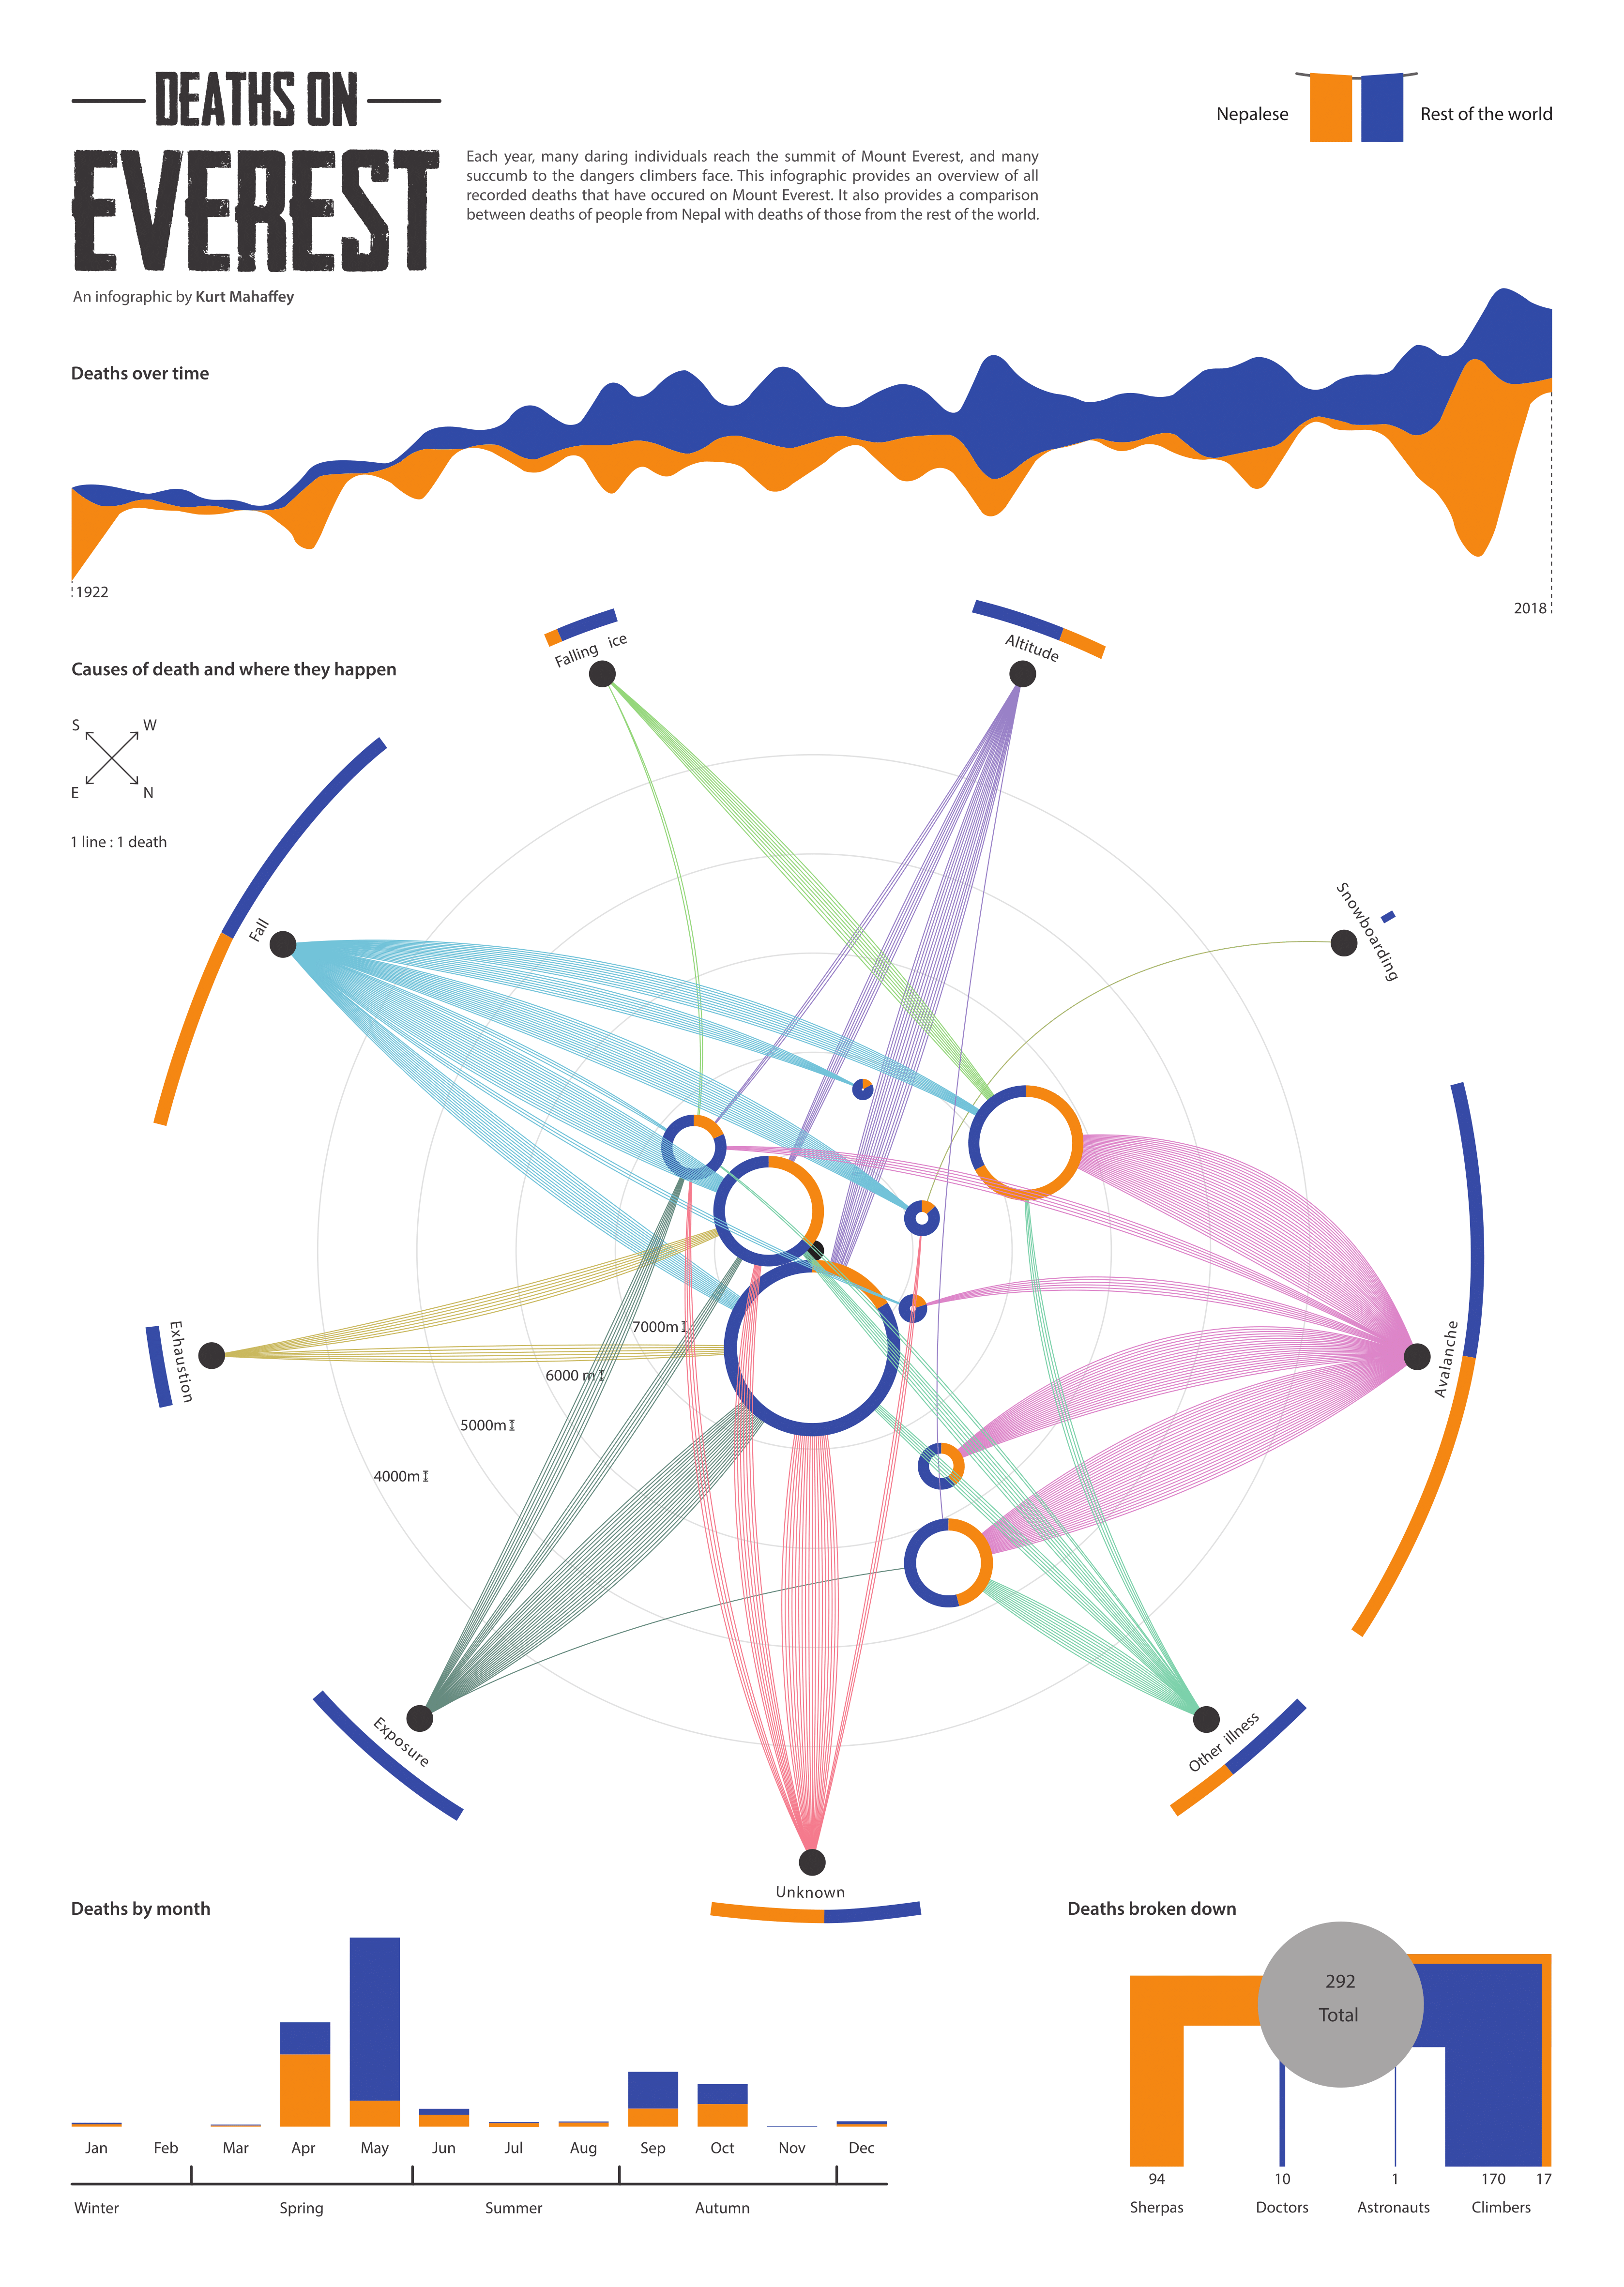 DEATHS ON
EVEREST
An infographic by Kurt Mahaffey
Each year, many daring individuals reach the summit of Mount Everest, and many
succumb to the dangers climbers face. This infographic provides an overview of all
recorded deaths that have occured on Mount Everest. It also provides a comparison
between deaths of people from Nepal with deaths of those from the rest of the world.
Nepalese
Rest of the world
Deaths over time
1922
2018
Causes of death and where they happen
S
W
E
N
1 line : 1 death
Falling ice
Altitude
Snowboarding
Fall
Exhaustion
Avalanche
7000m
6000 m
5000m
4000m
Exposure
Other illness
Unknown
Deaths by month
Jan Feb Mar Apr May Jun Jul Aug Sep Oct Nov Dec
Winter Spring Summer Autumn
Deaths broken down
292
Total
94 10 1 170 17
Sherpas Doctors Astronauts Climbers